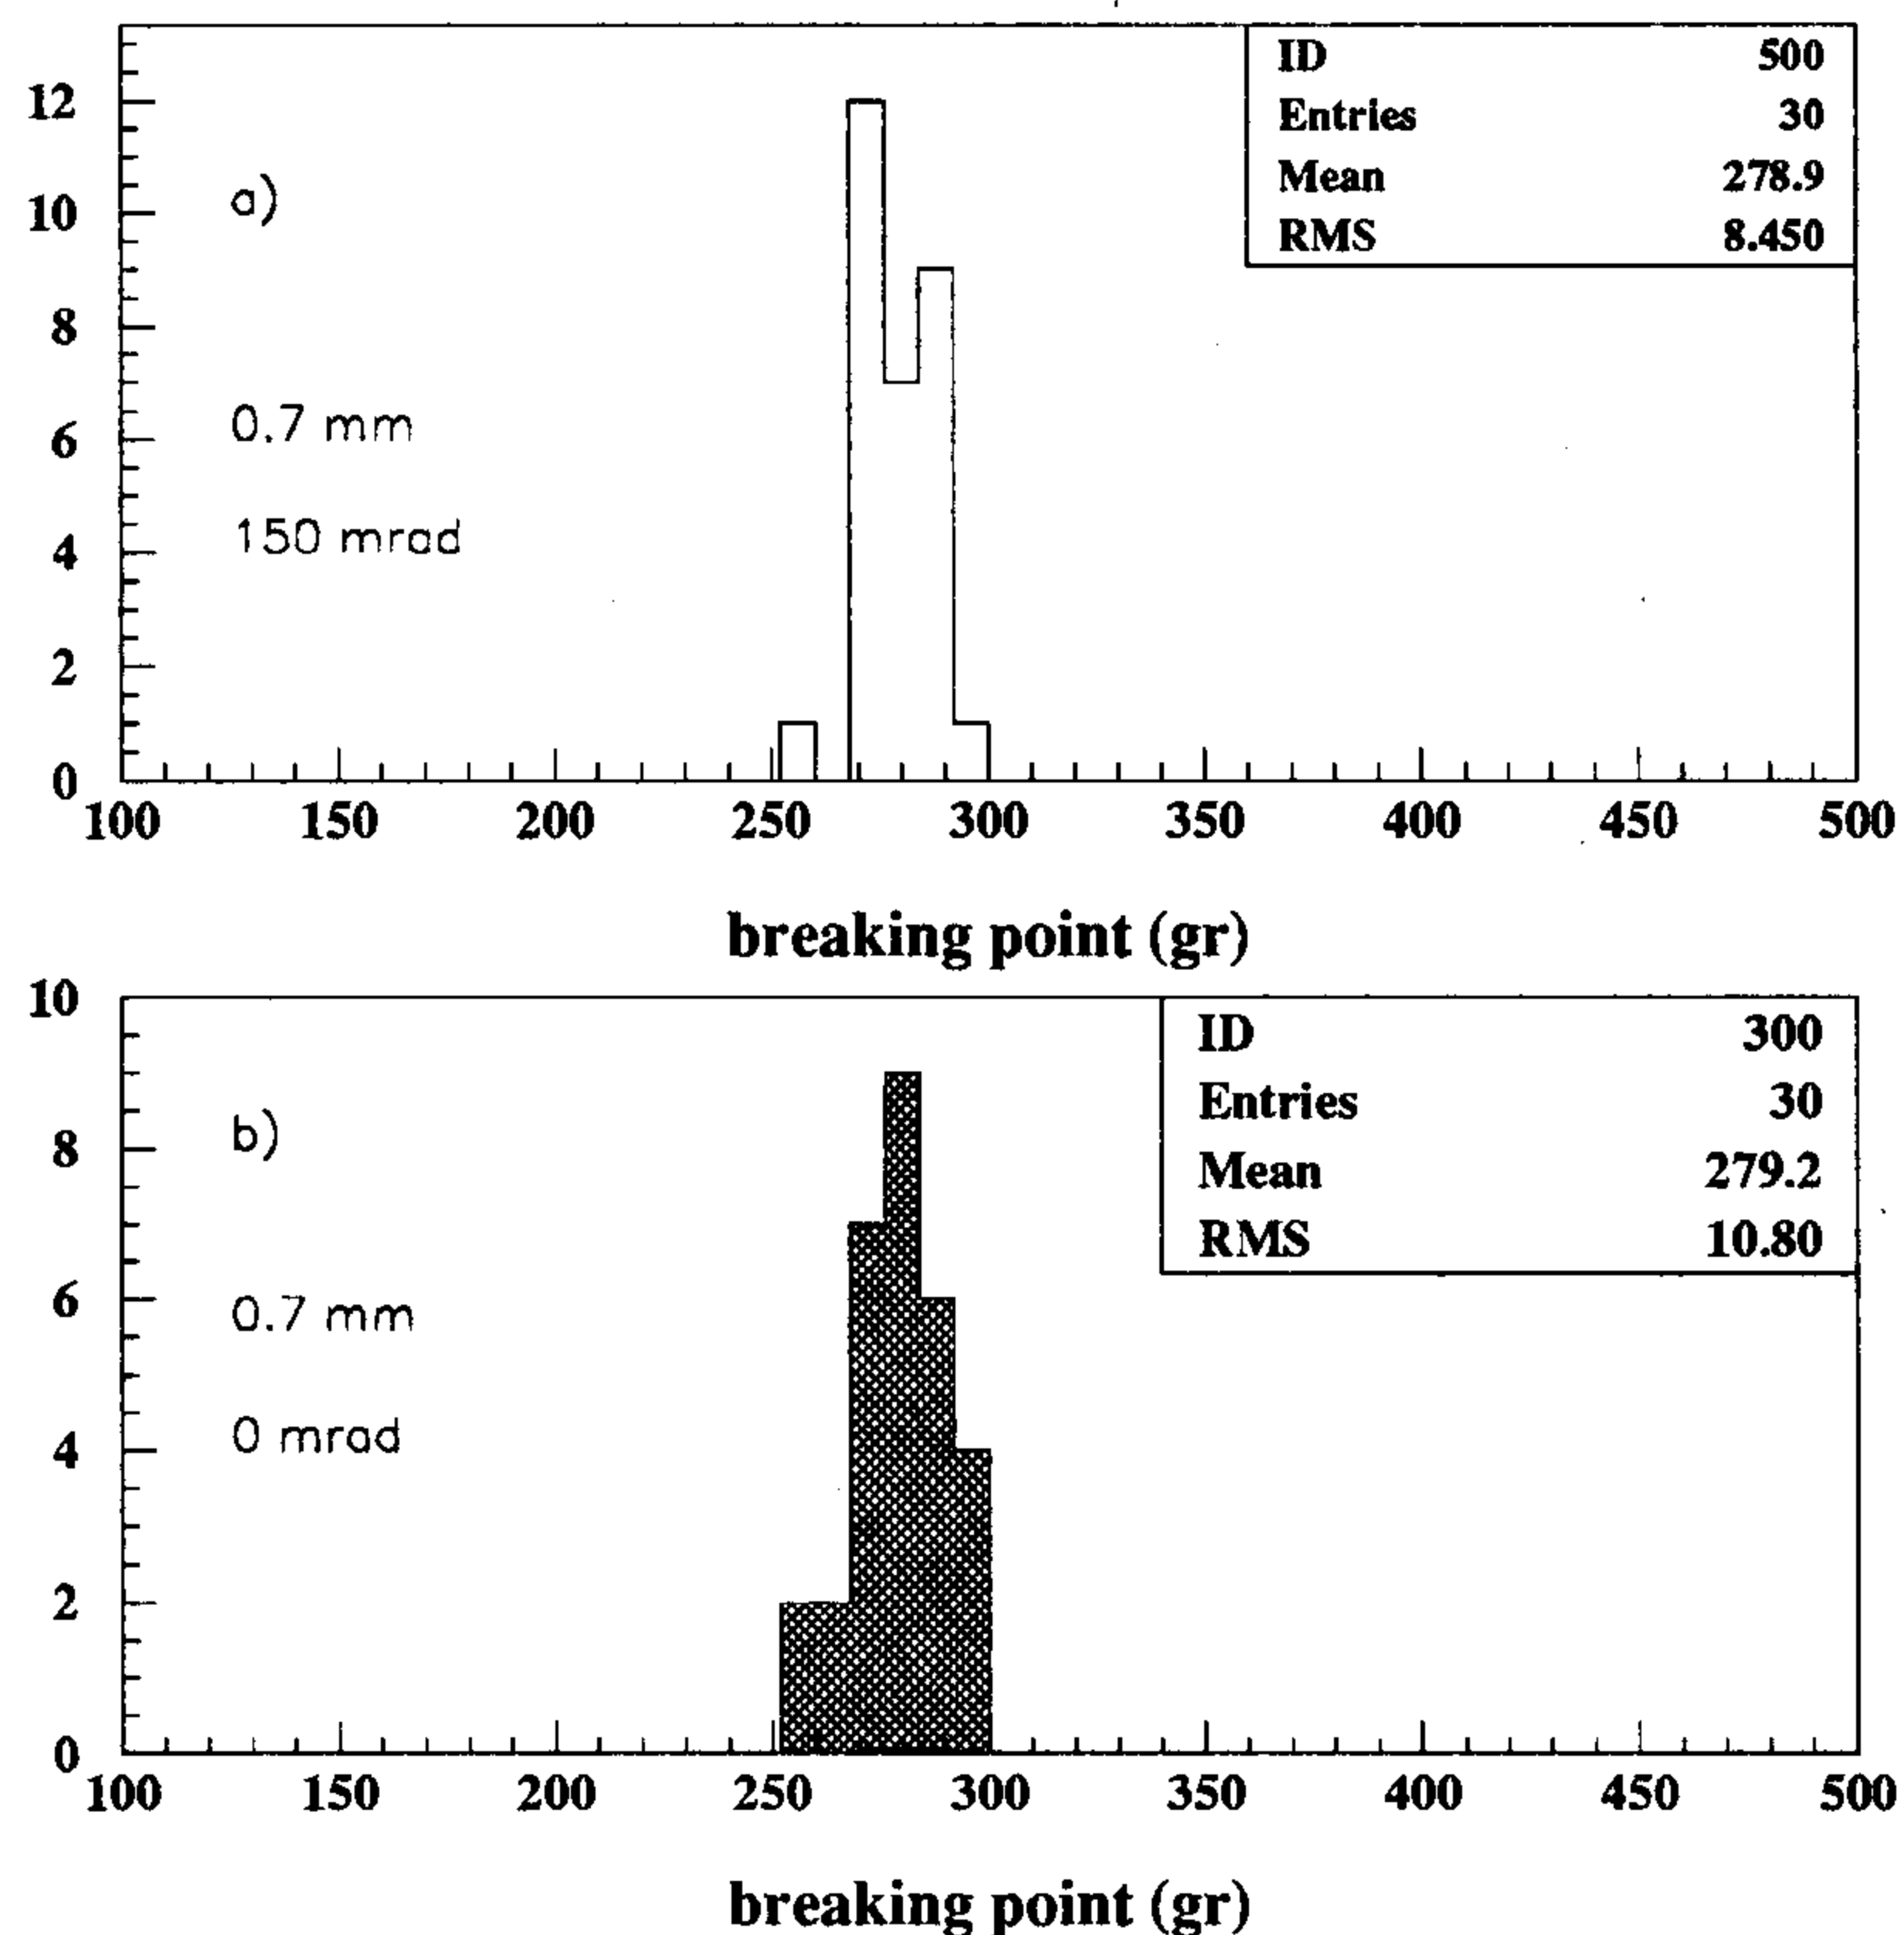 12
10
8
6
4
2
0
a)
0.7 mm
150 mrad
ID 500
Entries 30
Mean 278.9
RMS 8.450
100 150 200 250 300 350 400 450 500
breaking point (gr)
10
8
6
4
2
0
b)
0.7 mm
0 mrad
ID 300
Entries 30
Mean 279.2
RMS 10.80
100 150 200 250 300 350 400 450 500
breaking point (gr)